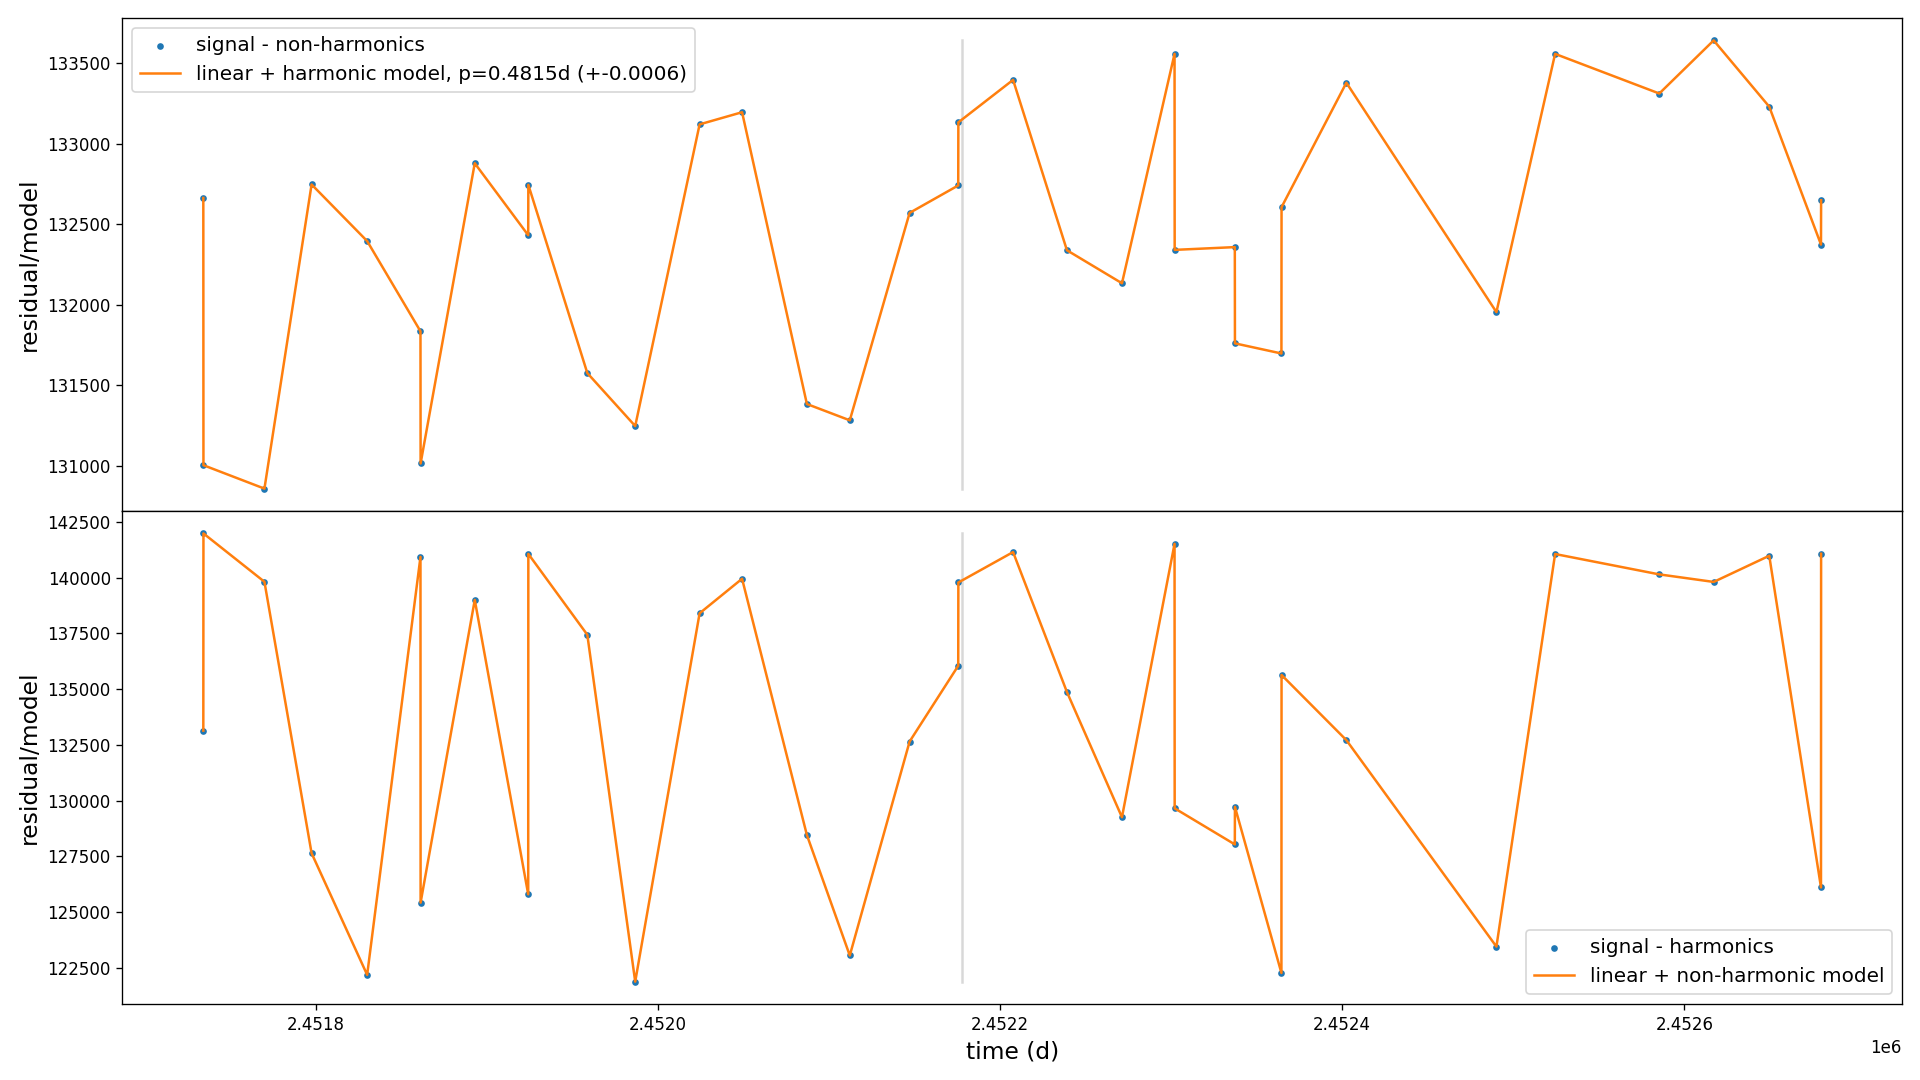 signal - non-harmonics
linear + harmonic model, p=0.4815d (+-0.0006)
133500
133000
132500
132000
131500
131000
residual/model
142500
140000
137500
135000
132500
130000
127500
125000
122500
residual/model
signal - harmonics
linear + non-harmonic model
2.4518
2.4520
2.4522
2.4524
2.4526
1e6
time (d)